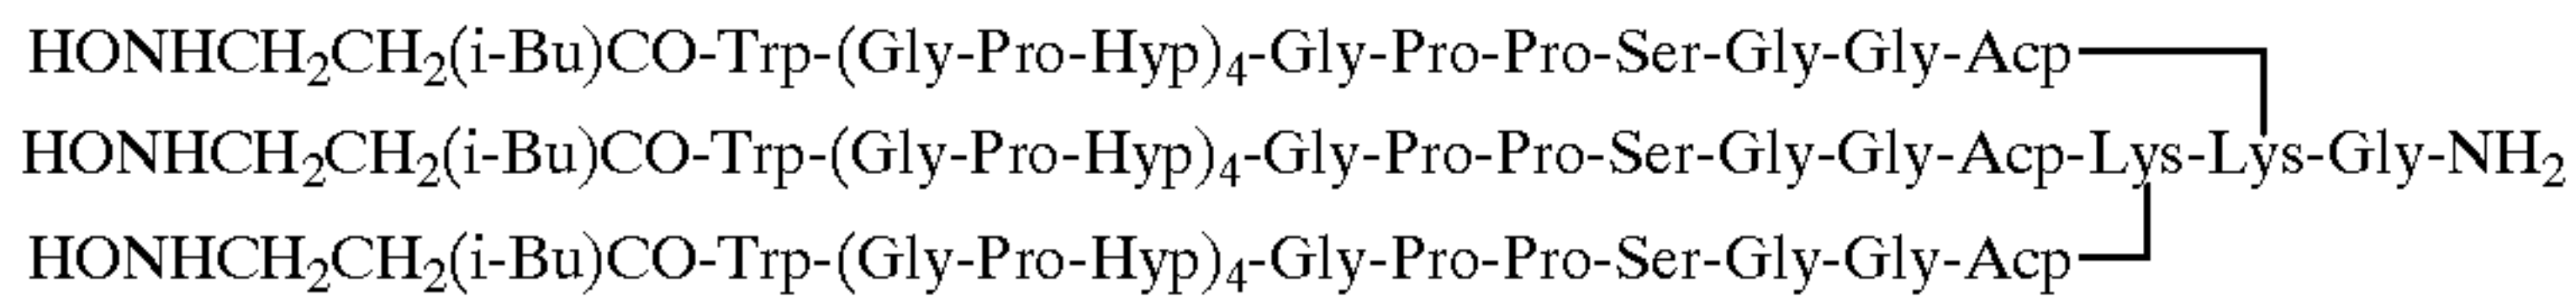 HONHCH₂CH₂(i-Bu)CO-Trp-(Gly-Pro-Hyp)₄-Gly-Pro-Pro-Ser-Gly-Gly-Acp
HONHCH₂CH₂(i-Bu)CO-Trp-(Gly-Pro-Hyp)₄-Gly-Pro-Pro-Ser-Gly-Gly-Acp-Lys-Lys-Gly-NH₂
HONHCH₂CH₂(i-Bu)CO-Trp-(Gly-Pro-Hyp)₄-Gly-Pro-Pro-Ser-Gly-Gly-Acp